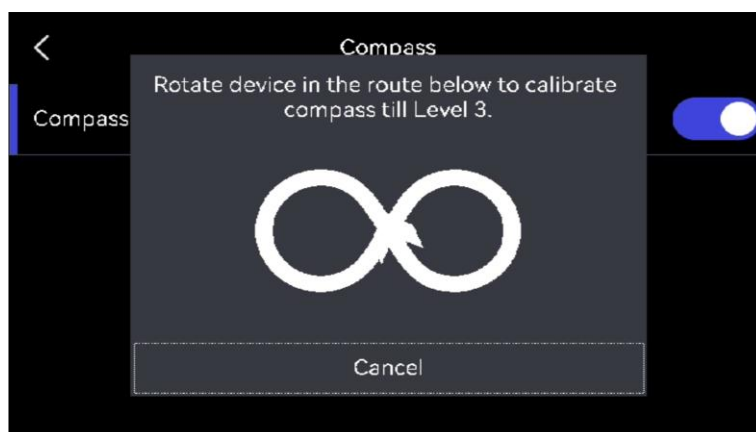 Compass
Rotate device in the route below to calibrate
compass till Level 3.
Compass
Cancel